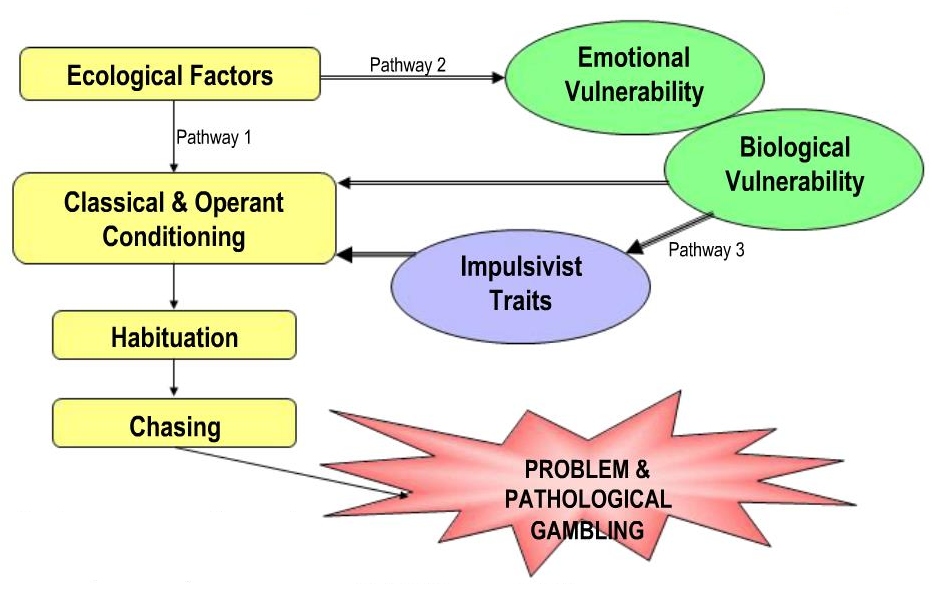 Ecological Factors
Pathway 2
Emotional
Vulnerability
Pathway 1
Biological
Vulnerability
Classical & Operant
Conditioning
Pathway 3
Impulsivist
Traits
Habituation
Chasing
PROBLEM &
PATHOLOGICAL
GAMBLING